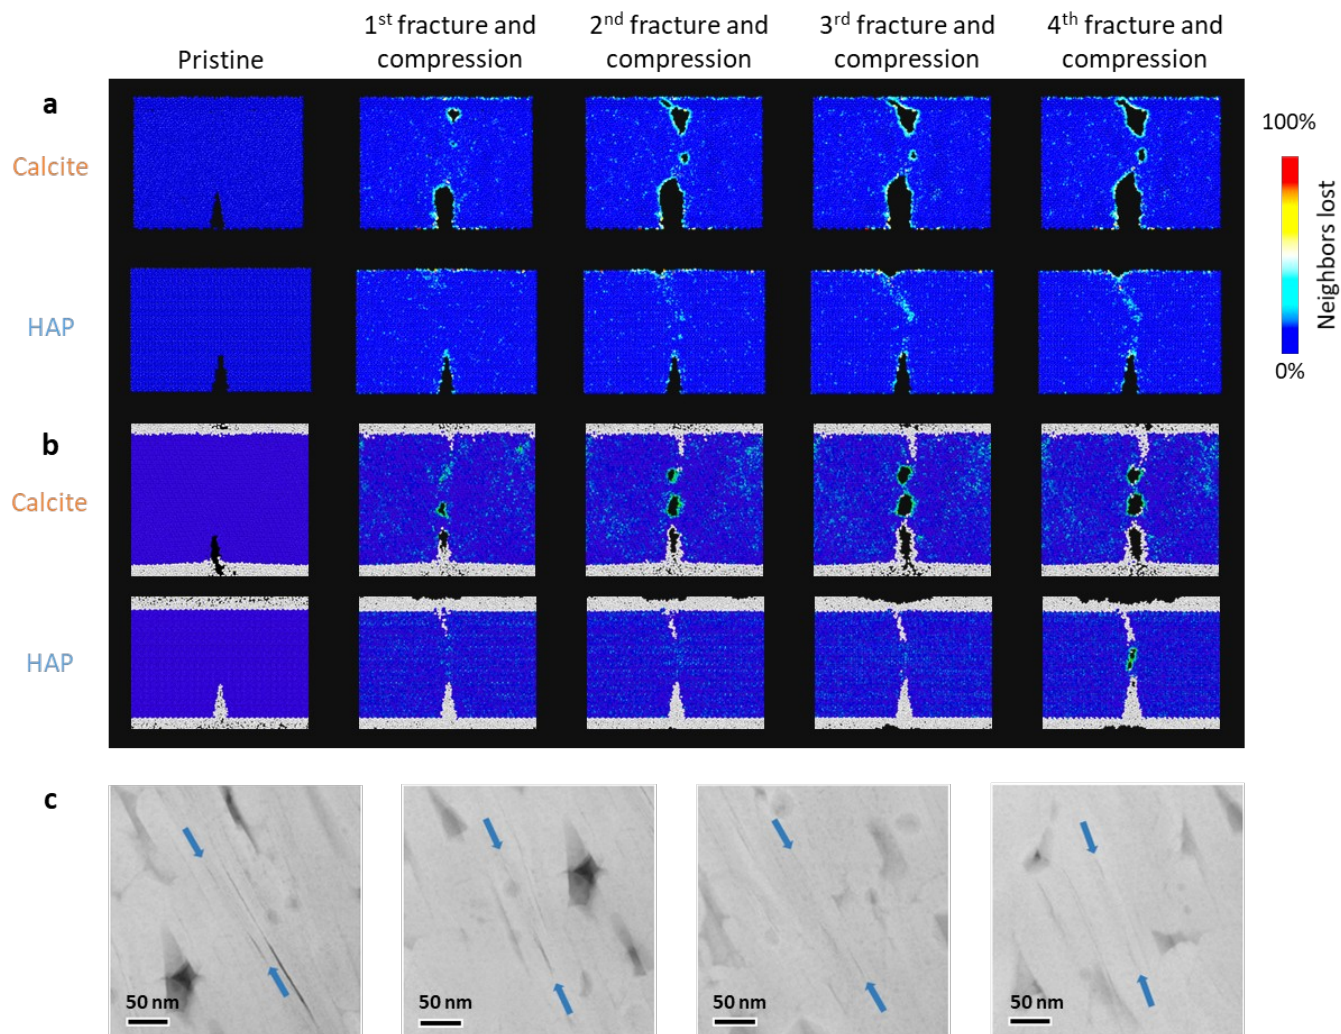 Pristine
1st fracture and
compression
2nd fracture and
compression
3rd fracture and
compression
4th fracture and
compression
a
Calcite
HAP
100%
Neighbors lost
0%
b
Calcite
HAP
c
50 nm
50 nm
50 nm
50 nm